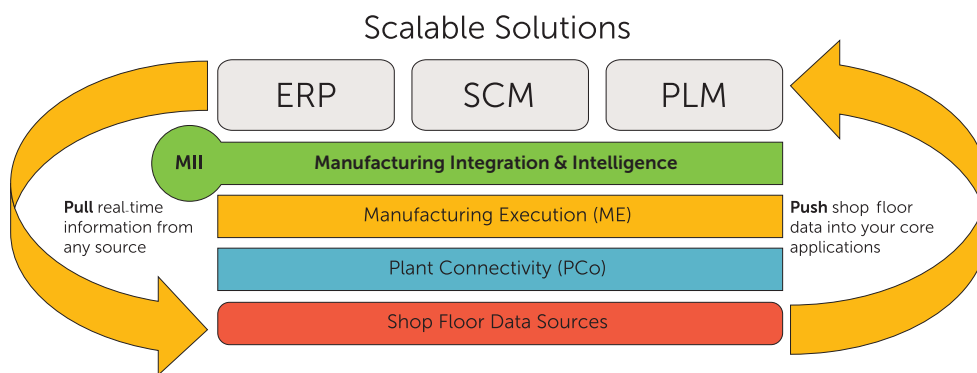 Scalable Solutions
ERP
SCM
PLM
MII
Manufacturing Integration & Intelligence
Pull real-time
information from
any source
Manufacturing Execution (ME)
Push shop floor
data into your core
applications
Plant Connectivity (PCo)
Shop Floor Data Sources